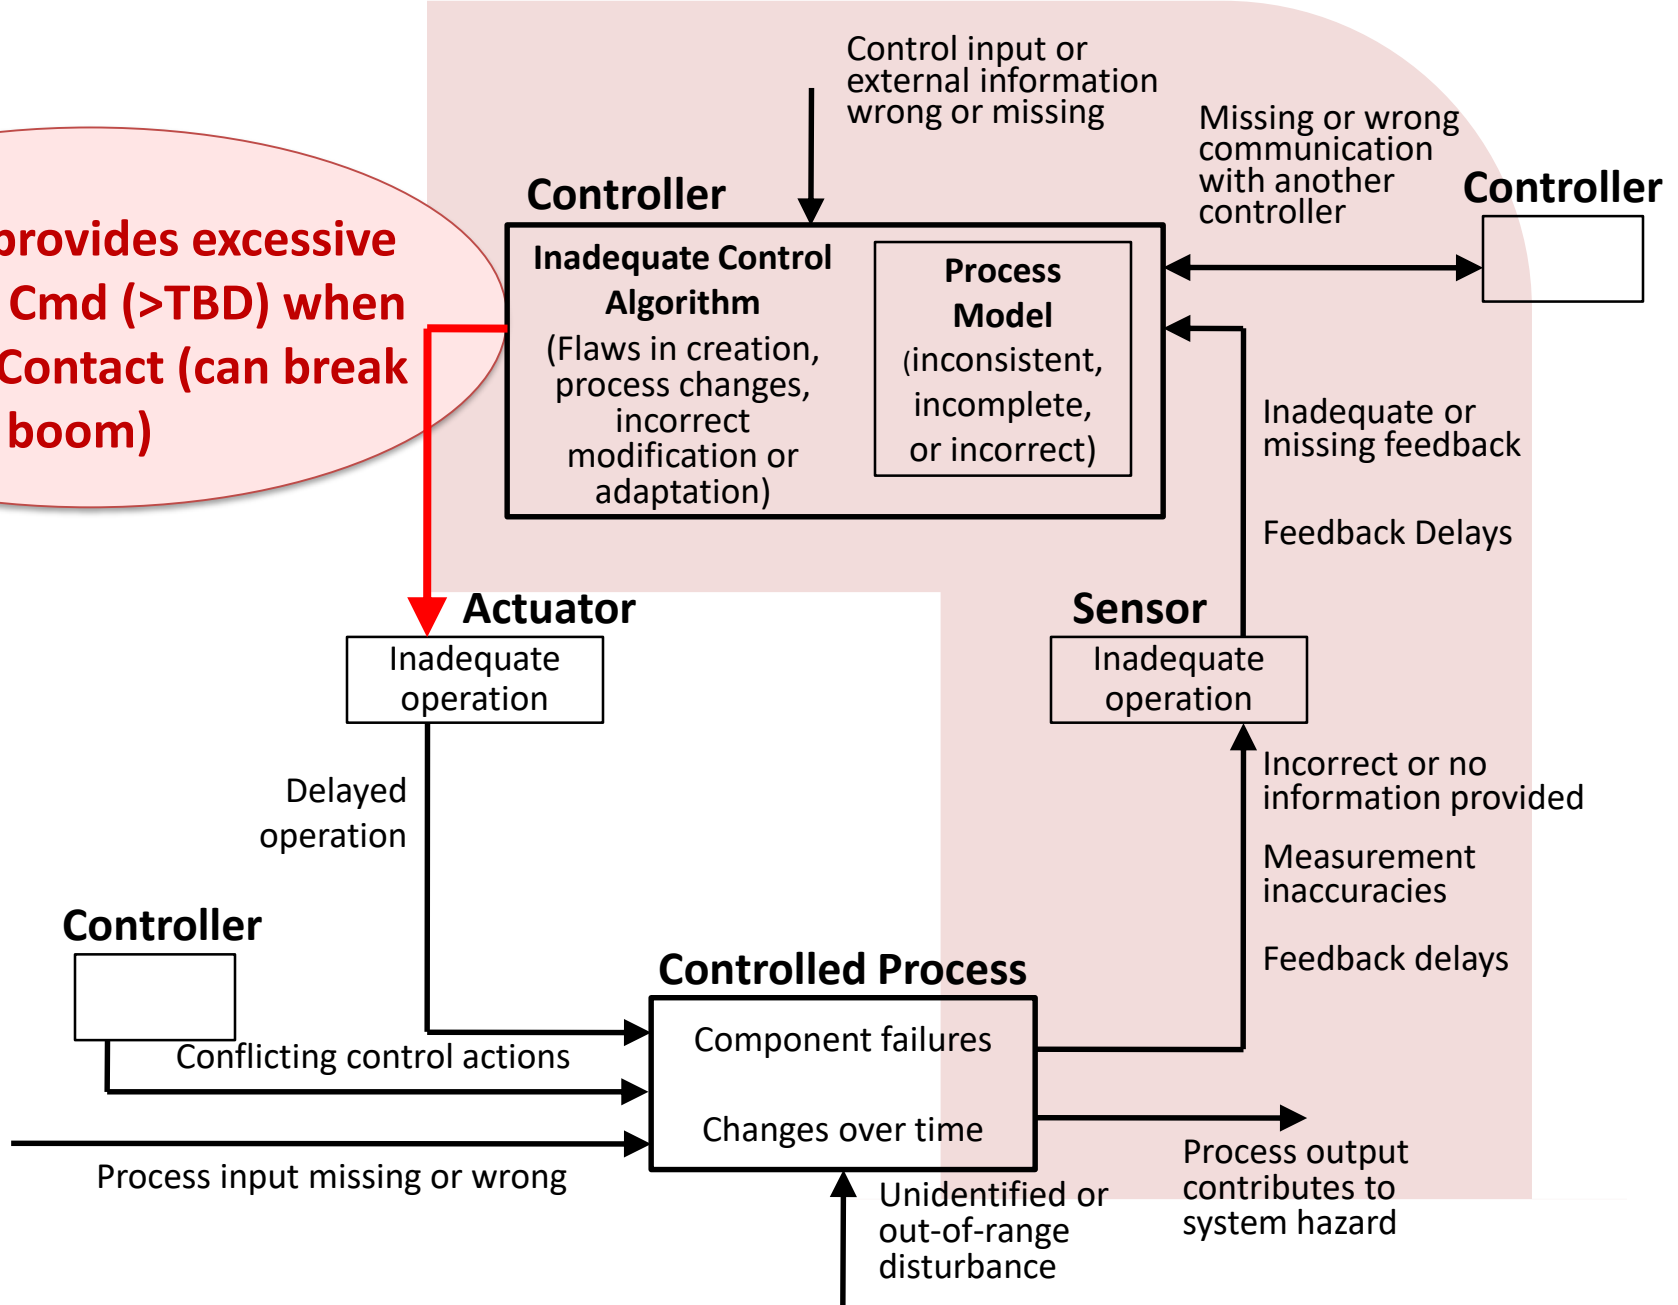 Control input or
external information
wrong or missing
Missing or wrong
communication
with another
controller
Controller
Controller
provides excessive
Cmd (>TBD) when
Contact (can break
boom)
Inadequate Control
Algorithm
(Flaws in creation,
process changes,
incorrect
modification or
adaptation)
Process
Model
(inconsistent,
incomplete,
or incorrect)
Inadequate or
missing feedback
Feedback Delays
Actuator
Inadequate
operation
Sensor
Inadequate
operation
Delayed
operation
Incorrect or no
information provided
Measurement
inaccuracies
Feedback delays
Controller
Conflicting control actions
Process input missing or wrong
Controlled Process
Component failures
Changes over time
Process output
contributes to
system hazard
Unidentified or
out-of-range
disturbance